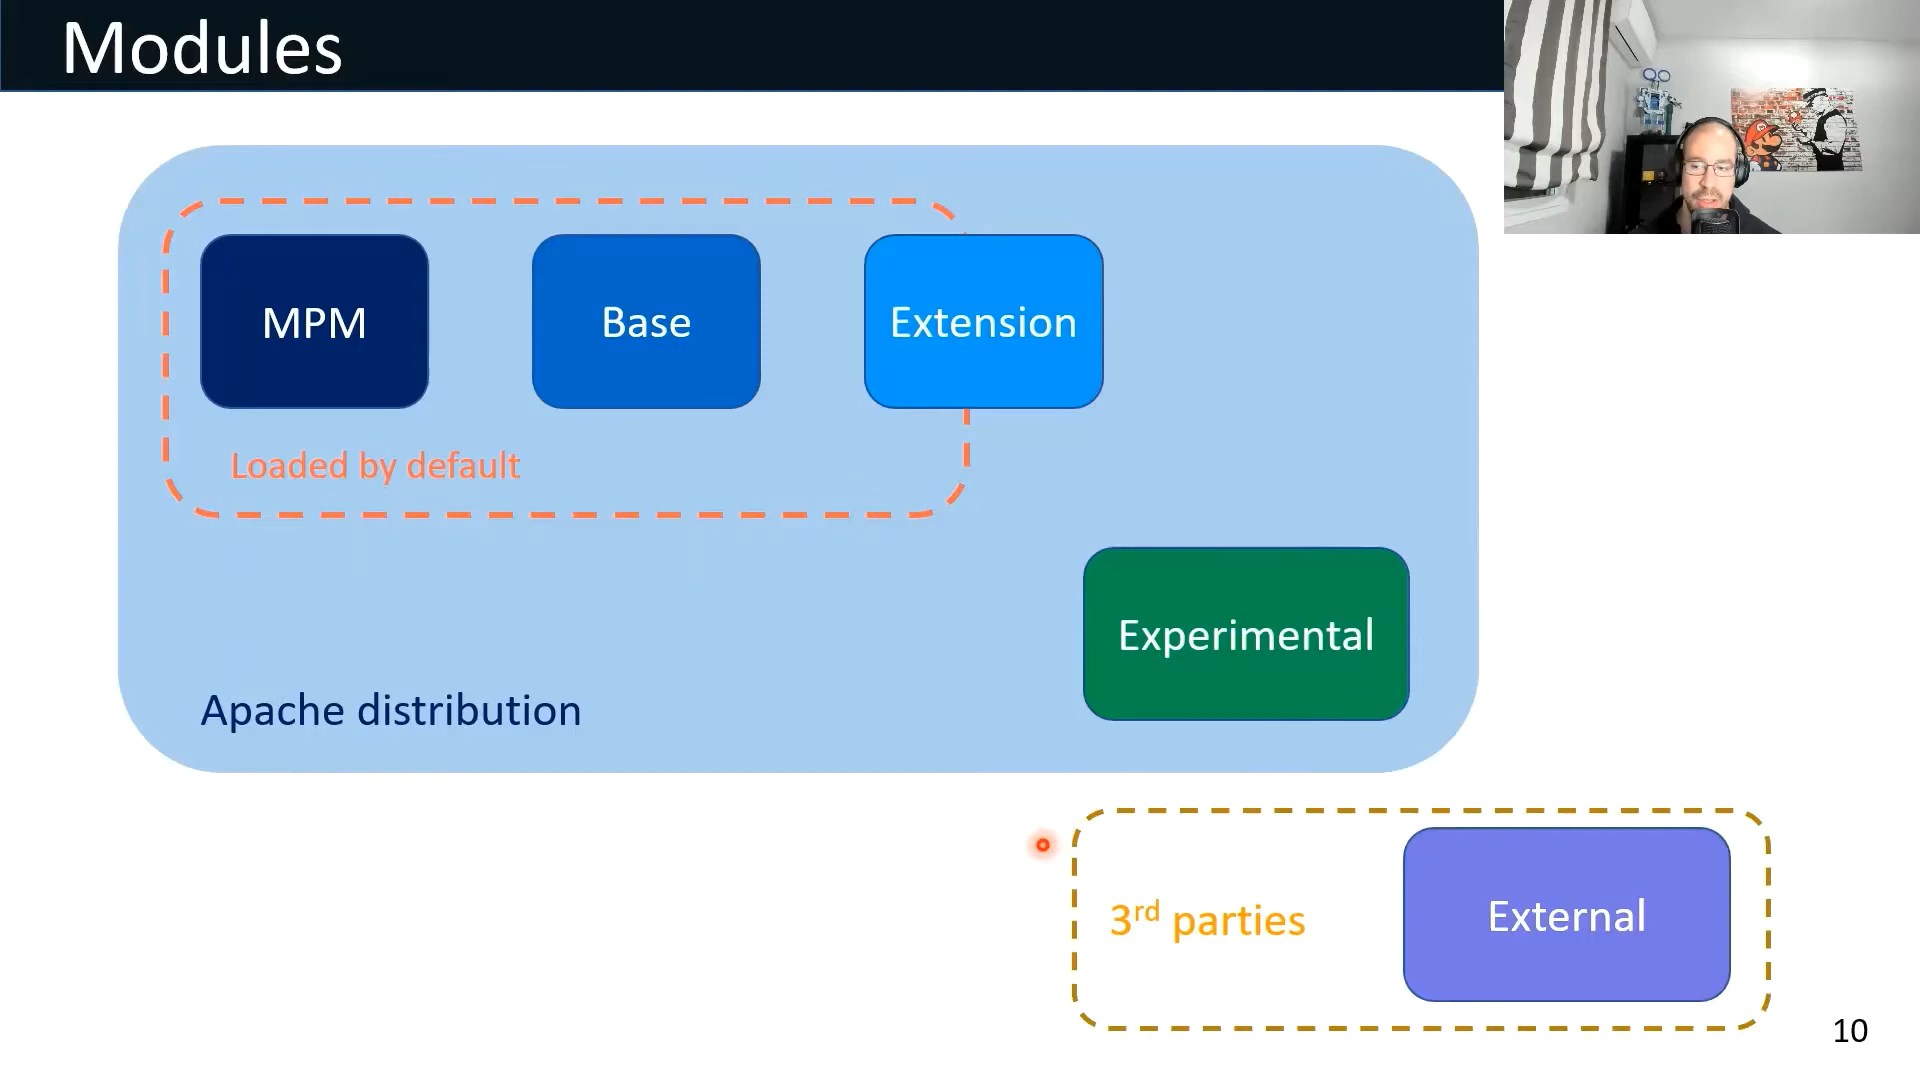 Modules
MPM
Base
Extension
Loaded by default
Experimental
Apache distribution
3rd parties
External
10